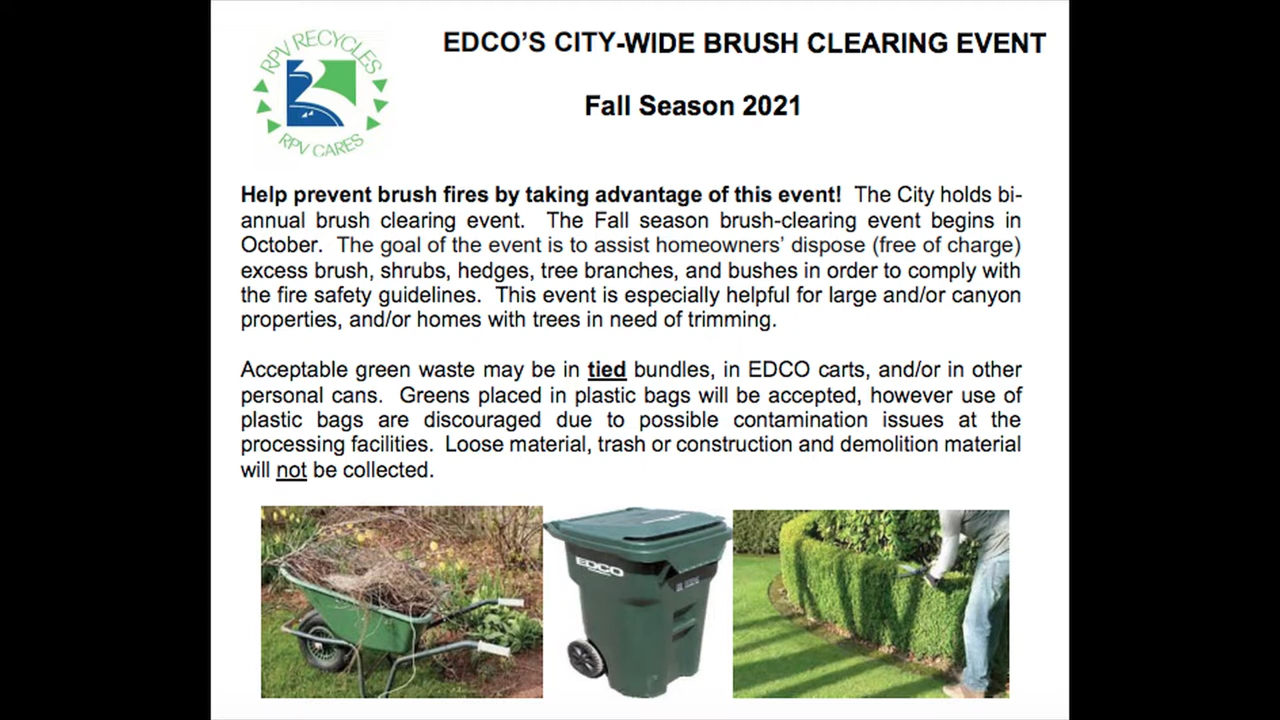 RPV RECYCLES
RPV CARES
EDCO'S CITY-WIDE BRUSH CLEARING EVENT
Fall Season 2021
Help prevent brush fires by taking advantage of this event! The City holds bi-
annual brush clearing event. The Fall season brush-clearing event begins in
October. The goal of the event is to assist homeowners' dispose (free of charge)
excess brush, shrubs, hedges, tree branches, and bushes in order to comply with
the fire safety guidelines. This event is especially helpful for large and/or canyon
properties, and/or homes with trees in need of trimming.
Acceptable green waste may be in tied bundles, in EDCO carts, and/or in other
personal cans. Greens placed in plastic bags will be accepted, however use of
plastic bags are discouraged due to possible contamination issues at the
processing facilities. Loose material, trash or construction and demolition material
will not be collected.
EDCO